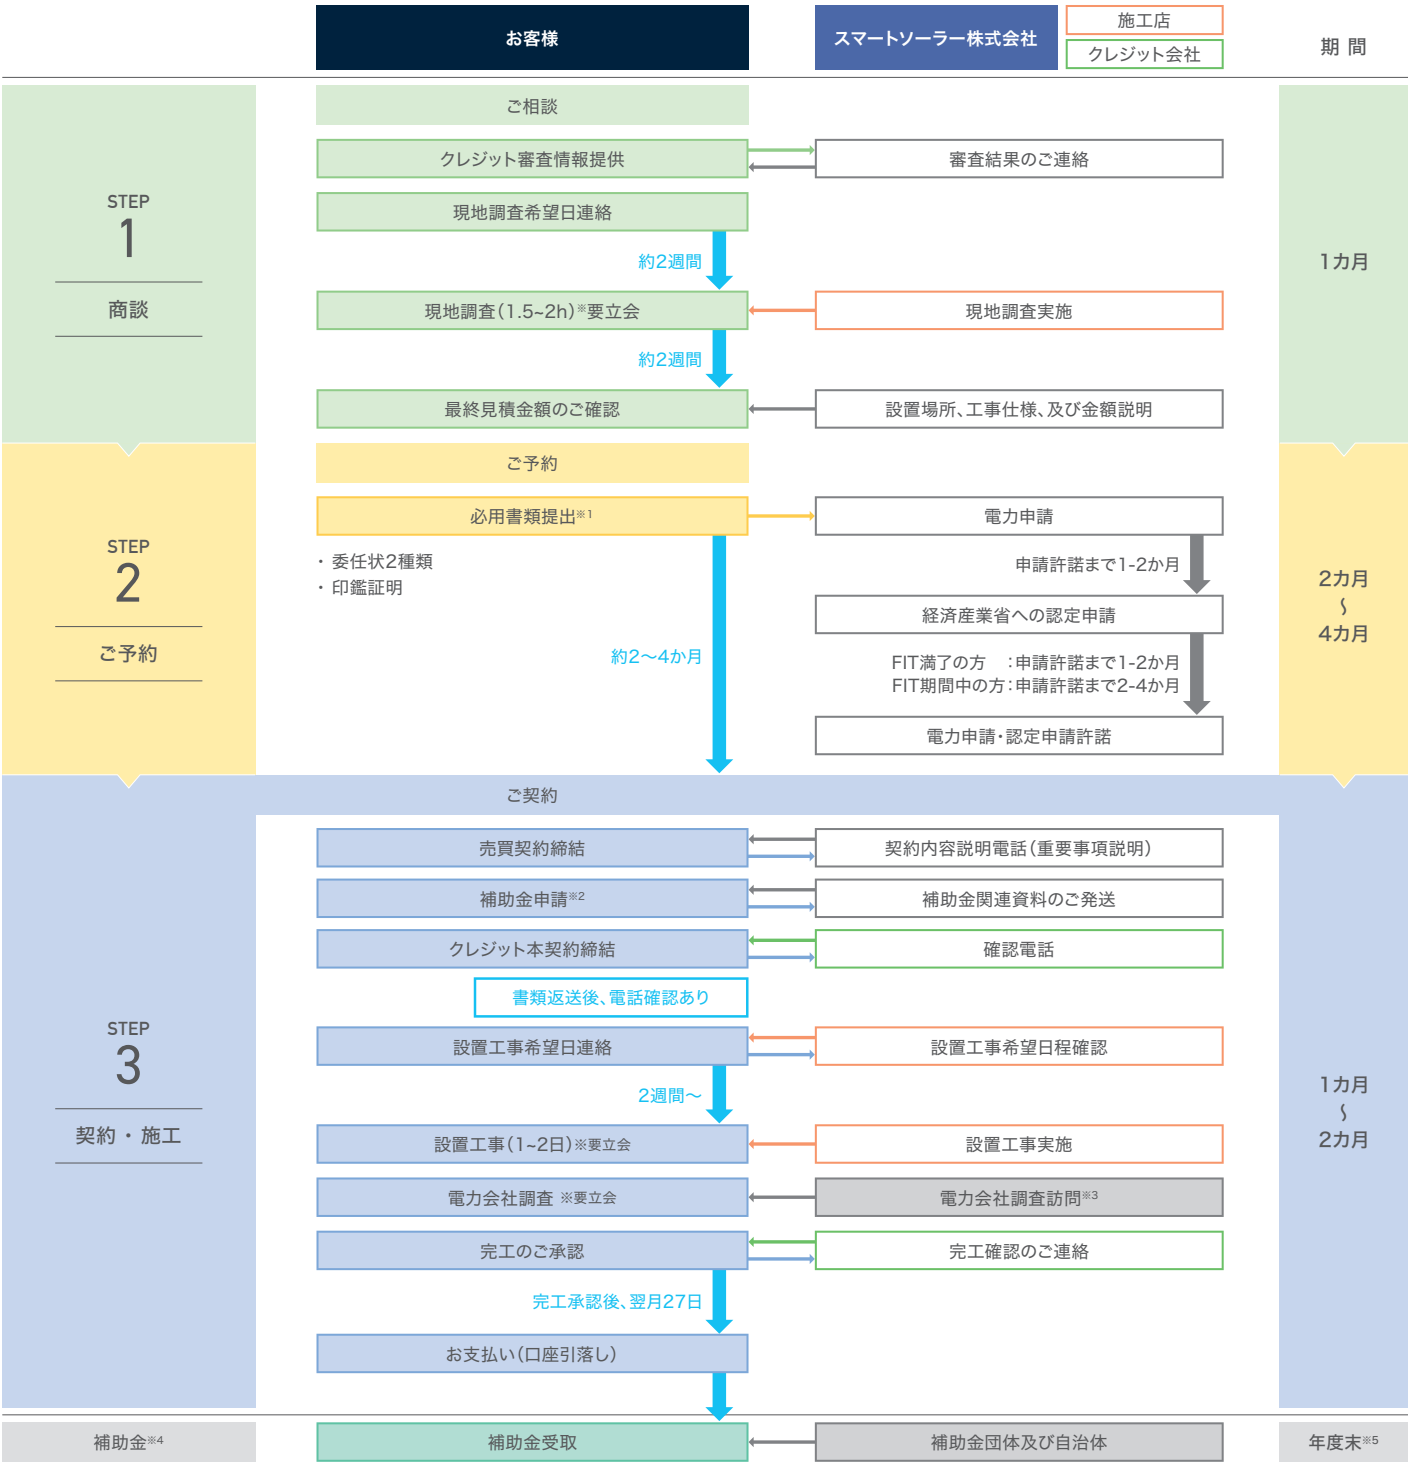 お客様
スマートソーラー株式会社
施工店
クレジット会社
期間
STEP
1
商談
ご相談
クレジット審査情報提供
審査結果のご連絡
現地調査希望日連絡
約2週間
現地調査(1.5~2h)※要立会
現地調査実施
約2週間
最終見積金額のご確認
設置場所、工事仕様、及び金額説明
1カ月
STEP
2
ご予約
ご予約
必用書類提出※1
電力申請
・ 委任状2種類
・ 印鑑証明
申請許諾まで1-2か月
経済産業省への認定申請
約2〜4か月
FIT満了の方 :申請許諾まで1-2か月
FIT期間中の方:申請許諾まで2-4か月
電力申請・認定申請許諾
2カ月
〜
4カ月
STEP
3
契約・施工
ご契約
売買契約締結
契約内容説明電話(重要事項説明)
補助金申請※2
補助金関連資料のご発送
クレジット本契約締結
確認電話
書類返送後、電話確認あり
設置工事希望日連絡
設置工事希望日程確認
2週間〜
設置工事(1~2日)※要立会
設置工事実施
電力会社調査 ※要立会
電力会社調査訪問※3
完工のご承認
完工確認のご連絡
完工承認後、翌月27日
お支払い(口座引落し)
1カ月
〜
2カ月
補助金※4
補助金受取
補助金団体及び自治体
年度末※5